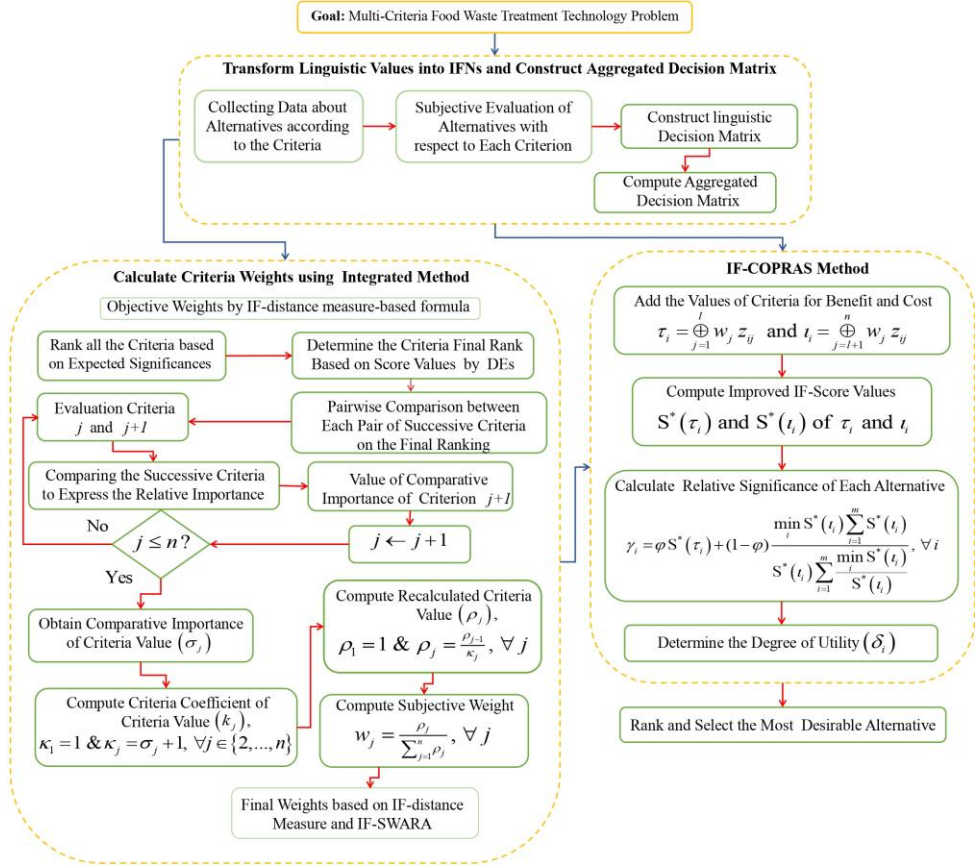 Goal: Multi-Criteria Food Waste Treatment Technology Problem
Transform Linguistic Values into IFNs and Construct Aggregated Decision Matrix
Collecting Data about
Alternatives according
to the Criteria
Subjective Evaluation of
Alternatives with
respect to Each Criterion
Construct linguistic
Decision Matrix
Compute Aggregated
Decision Matrix
Calculate Criteria Weights using Integrated Method
Objective Weights by IF-distance measure-based formula
Rank all the Criteria based
on Expected Significances
Determine the Criteria Final Rank
Based on Score Values by DEs
Evaluation Criteria
j and j+1
Pairwise Comparison between
Each Pair of Successive Criteria
on the Final Ranking
Comparing the Successive Criteria
to Express the Relative Importance
Value of Comparative
Importance of Criterion j+1
No
j ≤ n?
j ← j + 1
Yes
Obtain Comparative Importance
of Criteria Value (σ_j)
Compute Criteria Coefficient of
Criteria Value (k_j),
κ_1 = 1 & κ_j = σ_j + 1, ∀j ∈ {2,...,n}
Compute Recalculated Criteria
Value (ρ_j),
ρ_1 = 1 & ρ_j = ρ_{j-1}/κ_j, ∀ j
Compute Subjective Weight
w_j = ρ_j / ∑_{j=1}^{n} ρ_j, ∀ j
Final Weights based on IF-distance
Measure and IF-SWARA
IF-COPRAS Method
Add the Values of Criteria for Benefit and Cost
τ_i = ⊕_{j=1}^{l} w_j z_{ij} and ι_i = ⊕_{j=l+1}^{n} w_j z_{ij}
Compute Improved IF-Score Values
S*(τ_i) and S*(ι_i) of τ_i and ι_i
Calculate Relative Significance of Each Alternative
γ_i = φ S*(τ_i) + (1-φ) (min_i S*(ι_i) ∑_{i=1}^{m} S*(ι_i)) / (S*(ι_i) ∑_{i=1}^{m} (min_i S*(ι_i) / S*(ι_i))), ∀ i
Determine the Degree of Utility (δ_i)
Rank and Select the Most Desirable Alternative